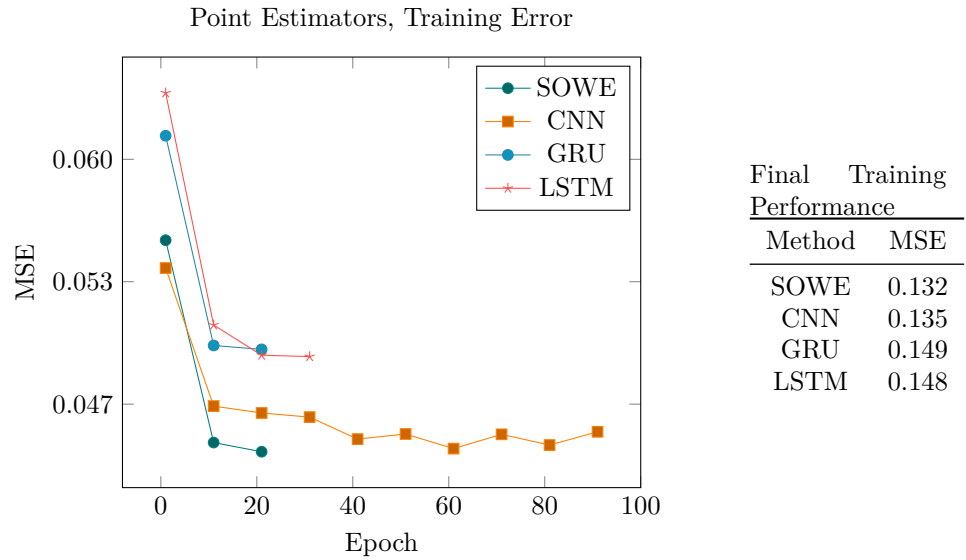 Point Estimators, Training Error
SOWE
CNN
GRU
LSTM
0.060
0.053
0.047
MSE
0 20 40 60 80 100
Epoch
Final Training
Performance
Method MSE
SOWE 0.132
CNN 0.135
GRU 0.149
LSTM 0.148